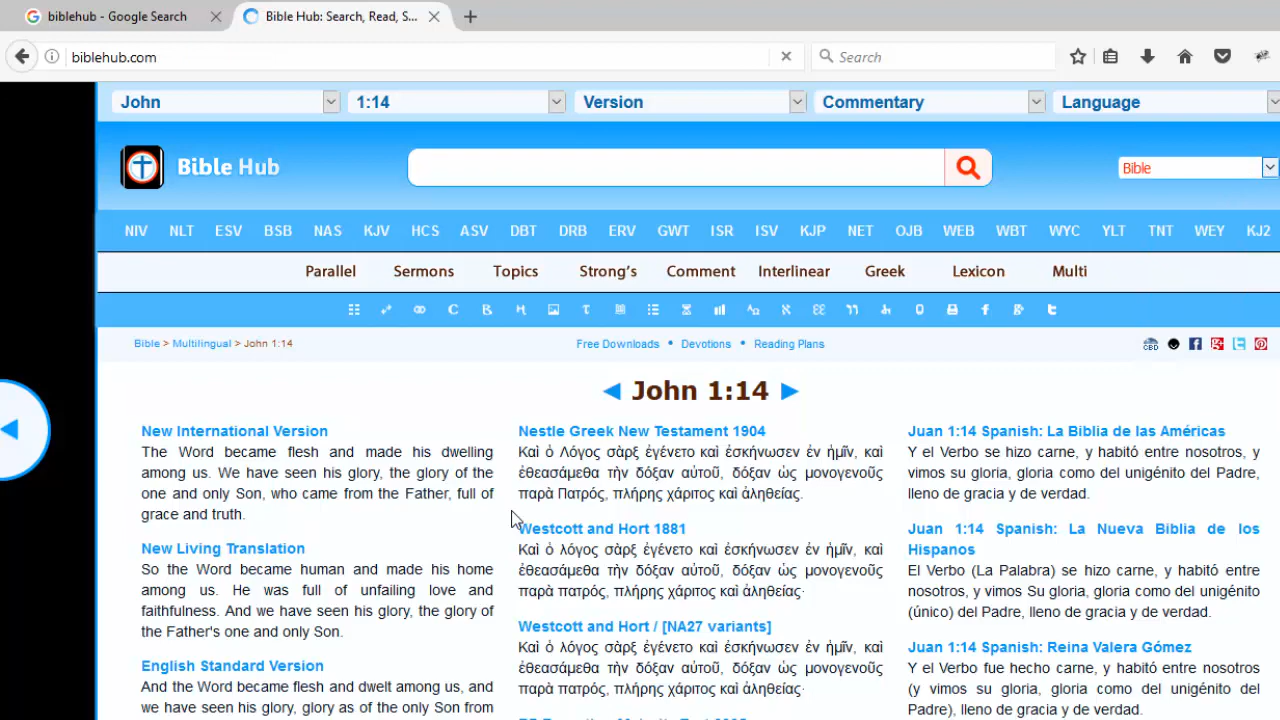 biblehub - Google Search
Bible Hub: Search, Read, S...
biblehub.com
Search
John 1:14 Version Commentary Language
Bible Hub
Bible
NIV NLT ESV BSB NAS KJV HCS ASV DBT DRB ERV GWT ISR ISV KJP NET OJB WEB WBT WYC YLT TNT WEY KJ2
Parallel Sermons Topics Strong's Comment Interlinear Greek Lexicon Multi
Bible > Multilingual > John 1:14
Free Downloads • Devotions • Reading Plans
◄ John 1:14 ►
New International Version
The Word became flesh and made his dwelling
among us. We have seen his glory, the glory of the
one and only Son, who came from the Father, full of
grace and truth.
New Living Translation
So the Word became human and made his home
among us. He was full of unfailing love and
faithfulness. And we have seen his glory, the glory of
the Father's one and only Son.
English Standard Version
And the Word became flesh and dwelt among us, and
we have seen his glory, glory as of the only Son from
Nestle Greek New Testament 1904
Καὶ ὁ Λόγος σὰρξ ἐγένετο καὶ ἐσκήνωσεν ἐν ἡμῖν, καὶ
ἐθεασάμεθα τὴν δόξαν αὐτοῦ, δόξαν ὡς μονογενοῦς
παρὰ Πατρός, πλήρης χάριτος καὶ ἀληθείας.
Westcott and Hort 1881
Καὶ ὁ λόγος σὰρξ ἐγένετο καὶ ἐσκήνωσεν ἐν ἡμῖν, καὶ
ἐθεασάμεθα τὴν δόξαν αὐτοῦ, δόξαν ὡς μονογενοῦς
παρὰ πατρός, πλήρης χάριτος καὶ ἀληθείας·
Westcott and Hort / [NA27 variants]
Καὶ ὁ λόγος σὰρξ ἐγένετο καὶ ἐσκήνωσεν ἐν ἡμῖν, καὶ
ἐθεασάμεθα τὴν δόξαν αὐτοῦ, δόξαν ὡς μονογενοῦς
παρὰ πατρός, πλήρης χάριτος καὶ ἀληθείας·
Juan 1:14 Spanish: La Biblia de las Américas
Y el Verbo se hizo carne, y habitó entre nosotros, y
vimos su gloria, gloria como del unigénito del Padre,
lleno de gracia y de verdad.
Juan 1:14 Spanish: La Nueva Biblia de los
Hispanos
El Verbo (La Palabra) se hizo carne, y habitó entre
nosotros, y vimos Su gloria, gloria como del unigénito
(único) del Padre, lleno de gracia y de verdad.
Juan 1:14 Spanish: Reina Valera Gómez
Y el Verbo fue hecho carne, y habitó entre nosotros
(y vimos su gloria, gloria como del unigénito del
Padre), lleno de gracia y de verdad.